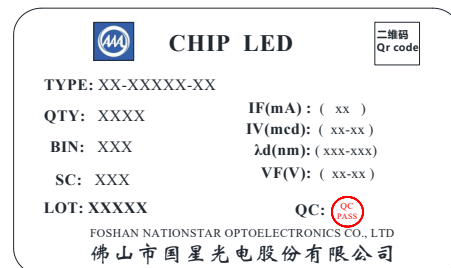 CHIP LED
二维码
Qr code
TYPE: XX-XXXXX-XX
QTY: XXXX
IF(mA) : ( xx )
IV(mcd): ( xx-xx )
BIN: XXX
λd(nm): ( xxx-xxx)
SC: XXX
VF(V): ( xx-xx )
LOT: XXXXX
QC: QC
PASS
FOSHAN NATIONSTAR OPTOELECTRONICS CO., LTD
佛山市国星光电股份有限公司